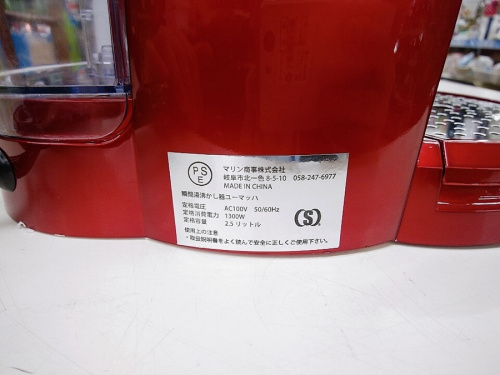 PSE
マリン商事株式会社
岐阜市北一色 8-5-10 058-247-6977
MADE IN CHINA
瞬間湯沸かし器ユーマッハ
定格電圧 AC100V 50/60Hz
定格消費電力 1300W
定格容量 2.5 リットル
使用上の注意
・取扱説明書をよく読んで安全に正しくご使用ください。